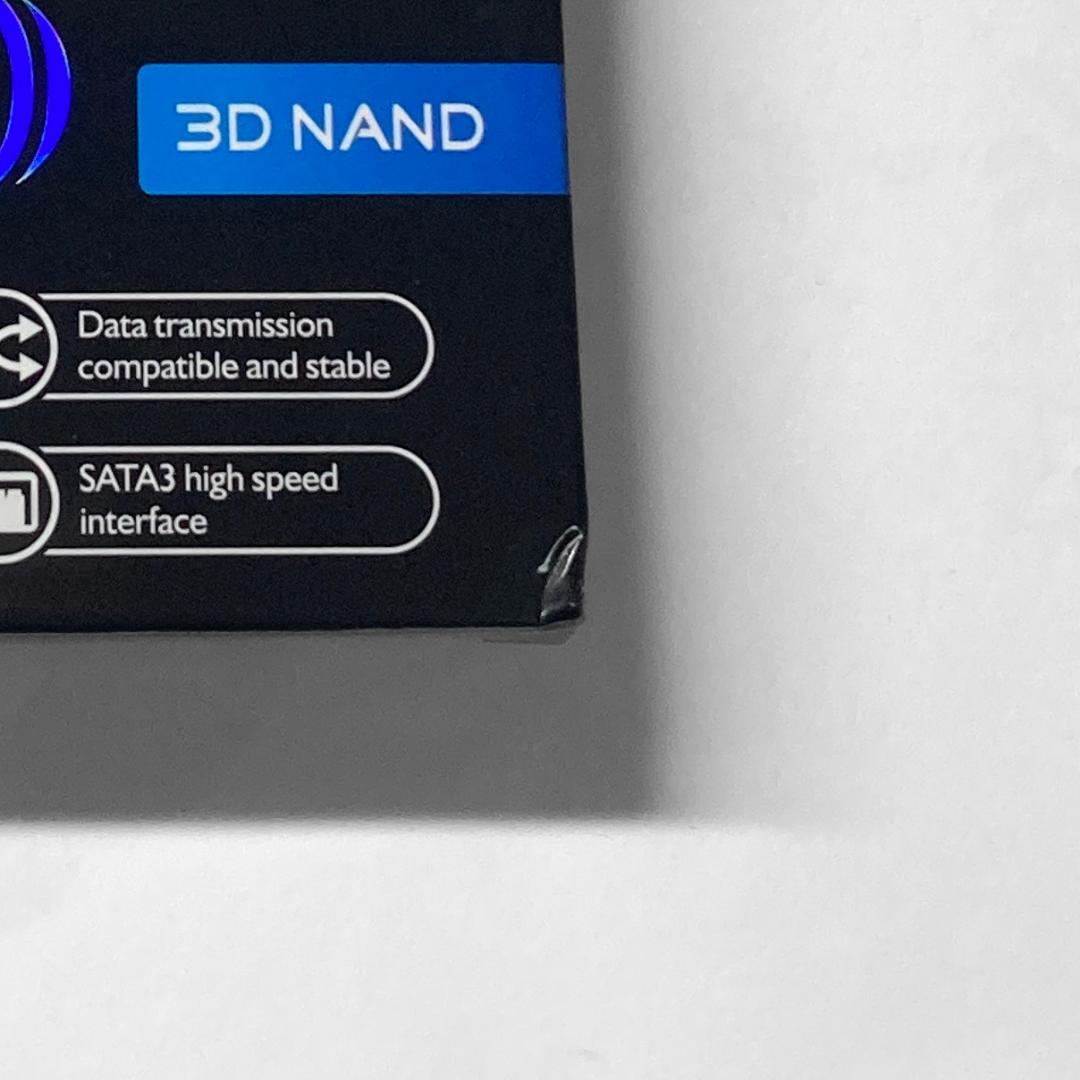 3D NAND
Data transmission
compatible and stable
SATA3 high speed
interface